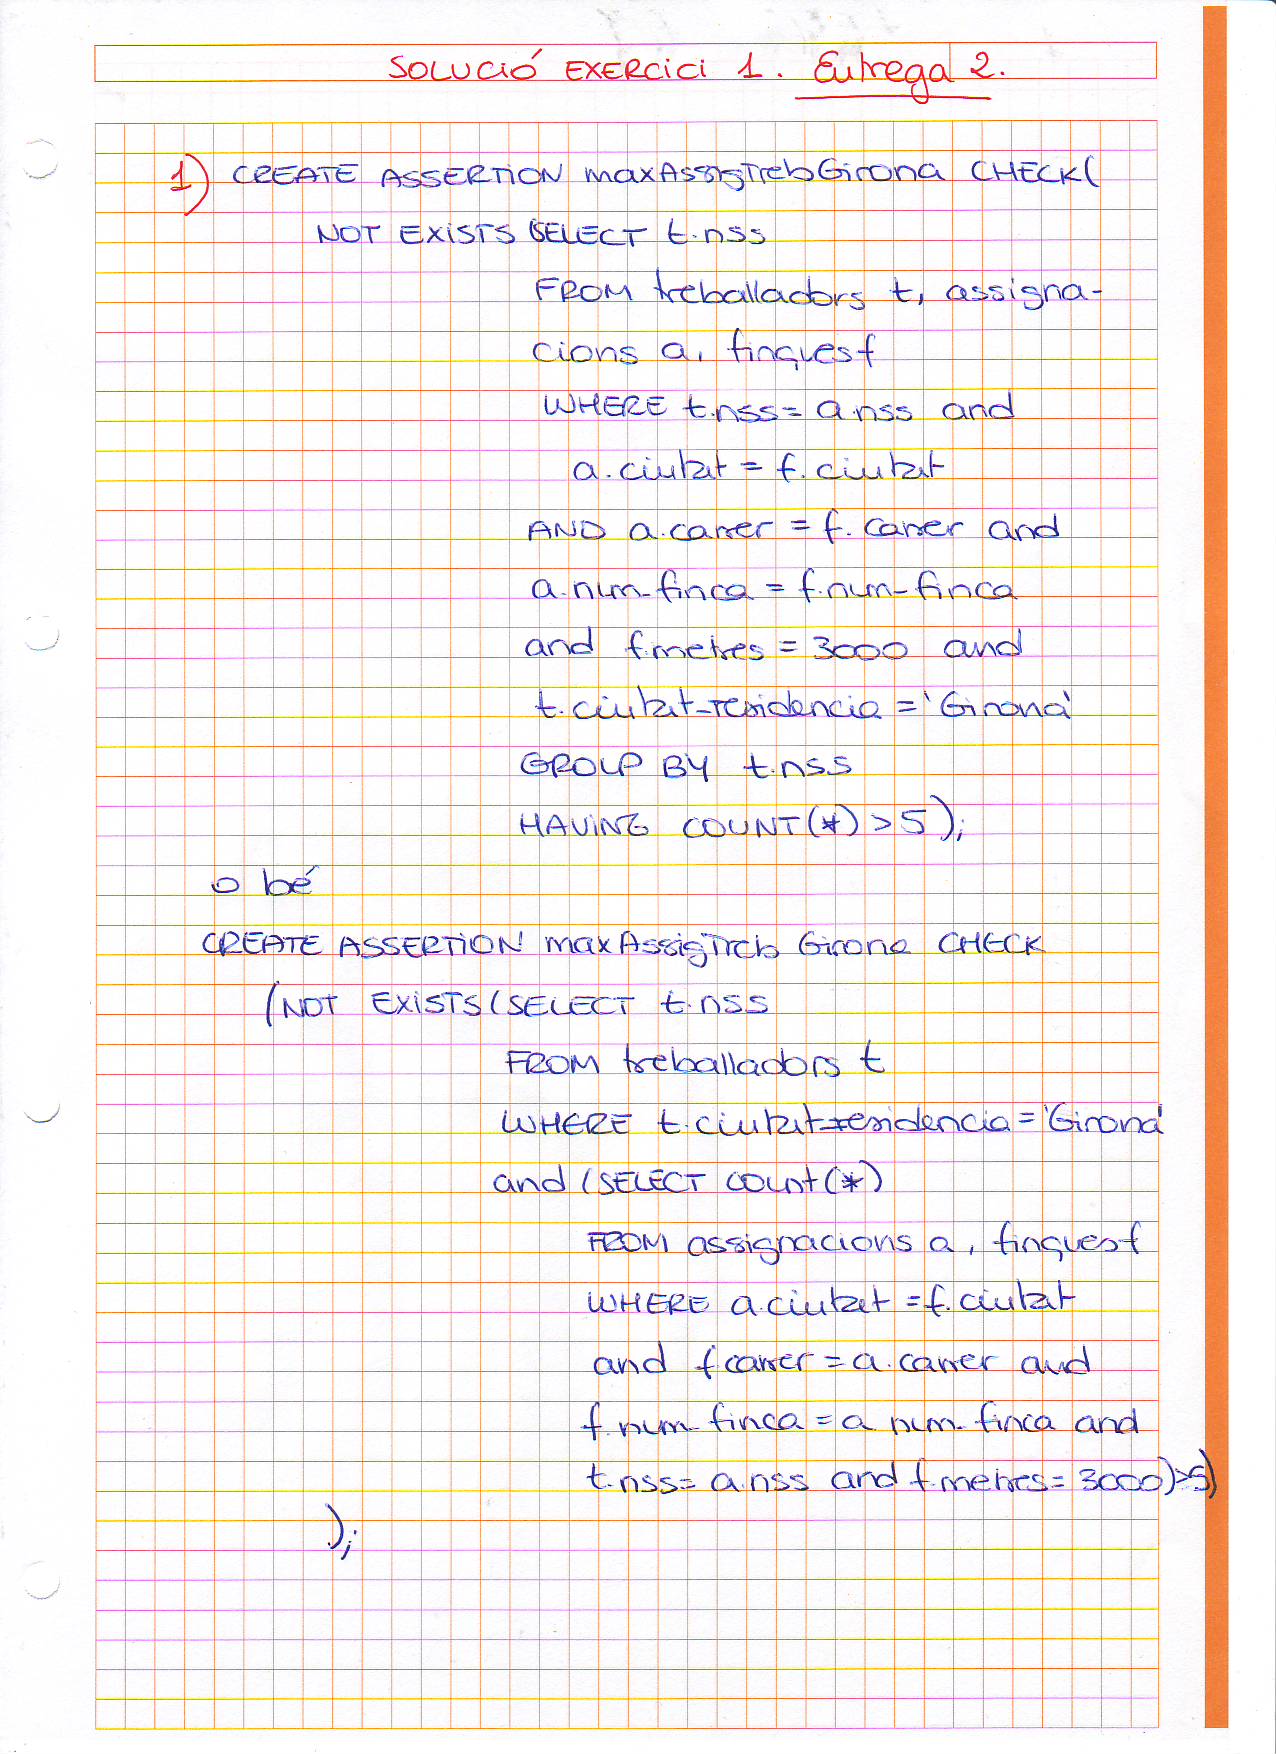 SOLUCIÓ EXERCICI 1. Entrega 2.
1) CREATE ASSERTION maxAssigTrebGirona CHECK(
NOT EXISTS (SELECT t.nss
FROM treballadors t, assigna-
cions a, finques f
WHERE t.nss = a.nss and
a.ciutat = f.ciutat
AND a.carrer = f.carrer and
a.num_finca = f.num_finca
and f.metres = 3000 and
t.ciutat_residencia = 'Girona'
GROUP BY t.nss
HAVING COUNT(*) > 5);
o bé
CREATE ASSERTION maxAssigTreb Girona CHECK
(NOT EXISTS (SELECT t.nss
FROM treballadors t
WHERE t.ciutat_residencia = 'Girona'
and (SELECT count(*)
FROM assignacions a, finques f
WHERE a.ciutat = f.ciutat
and f.carrer = a.carrer and
f.num_finca = a num_finca and
t.nss = a.nss and f.metres = 3000) > 5)
);